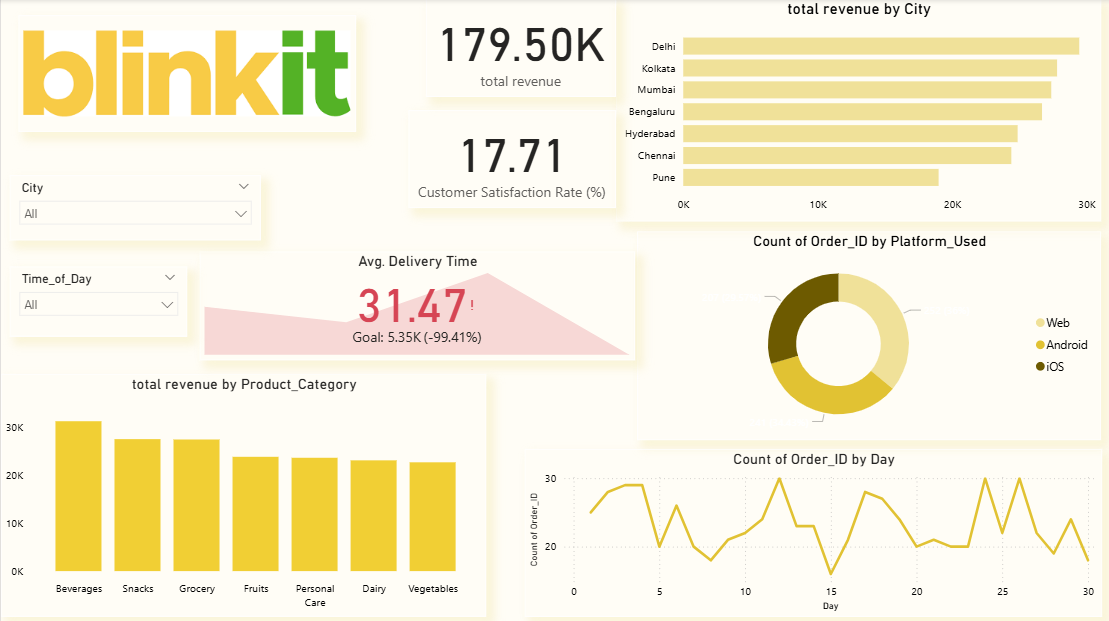 blinkit
179.50K
total revenue
17.71
Customer Satisfaction Rate (%)
total revenue by City
Delhi
Kolkata
Mumbai
Bengaluru
Hyderabad
Chennai
Pune
0K 10K 20K 30K
City
All
Time_of_Day
All
Avg. Delivery Time
31.47!
Goal: 5.35K (-99.41%)
Count of Order_ID by Platform_Used
Web
Android
iOS
total revenue by Product_Category
30K
20K
10K
0K
Beverages Snacks Grocery Fruits Personal Care Dairy Vegetables
Count of Order_ID by Day
Count of Order_ID
30
20
0 5 10 15 20 25 30
Day